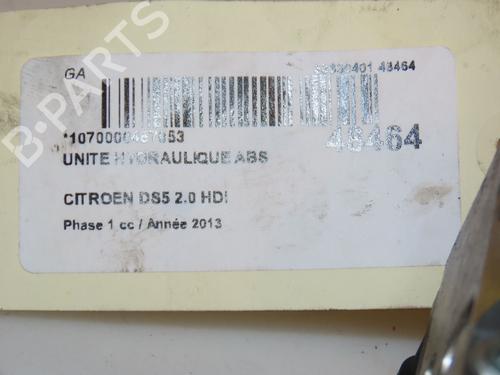 GA
48464
48464
UNITE HYDRAULIQUE ABS
CITROEN DS5 2.0 HDI
Phase 1 cc / Année 2013
B-PARTS